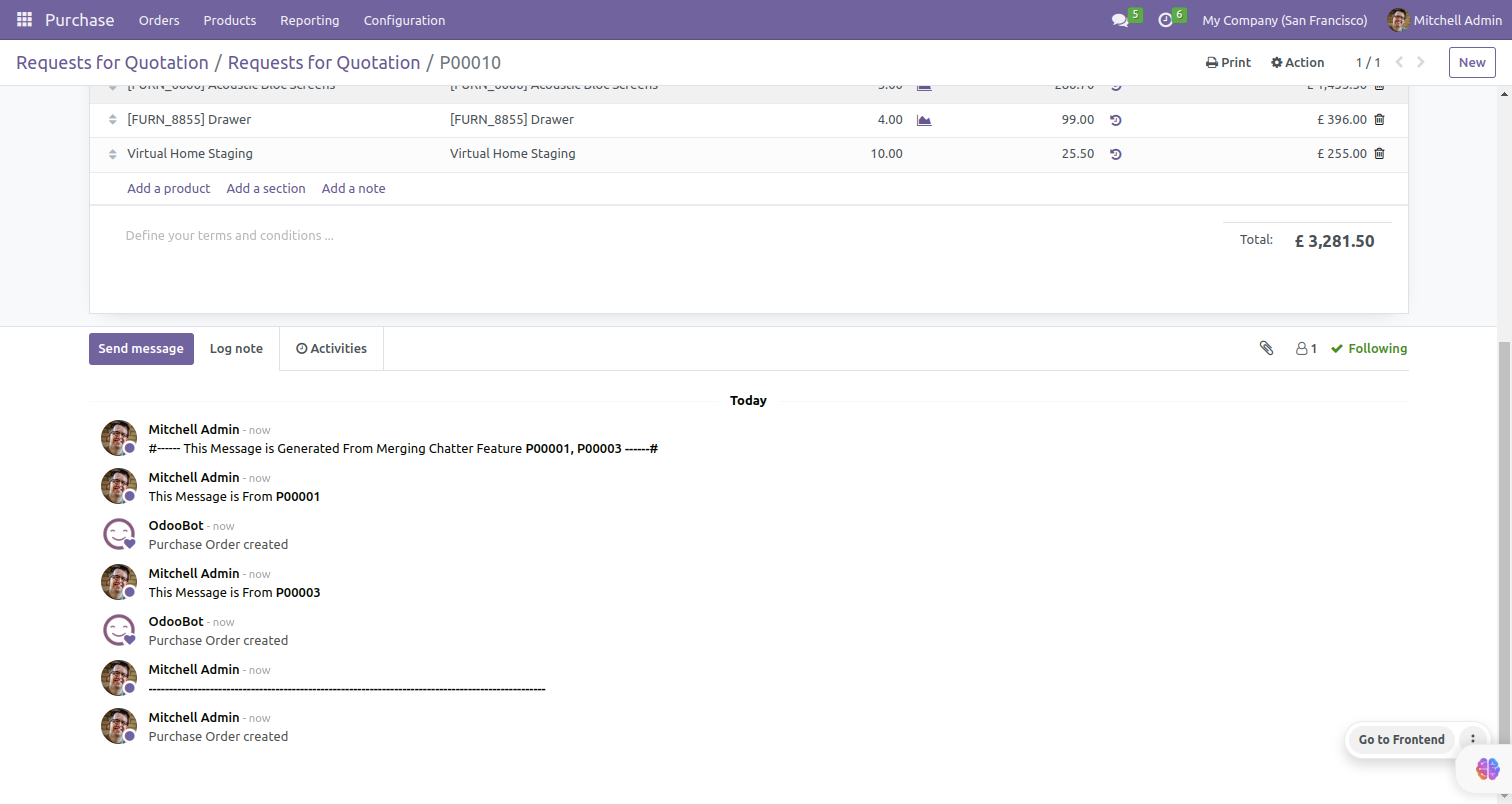 Purchase Orders Products Reporting Configuration 5 6 My Company (San Francisco) Mitchell Admin
Requests for Quotation / Requests for Quotation / P00010 Print Action 1 / 1 New
[FURN_8855] Drawer [FURN_8855] Drawer 4.00 99.00 £ 396.00
Virtual Home Staging Virtual Home Staging 10.00 25.50 £ 255.00
Add a product Add a section Add a note
Define your terms and conditions ... Total: £ 3,281.50
Send message Log note Activities 1 Following
Today
Mitchell Admin - now
#------ This Message is Generated From Merging Chatter Feature P00001, P00003 ------#
Mitchell Admin - now
This Message is From P00001
OdooBot - now
Purchase Order created
Mitchell Admin - now
This Message is From P00003
OdooBot - now
Purchase Order created
Mitchell Admin - now
Mitchell Admin - now
Purchase Order created
Go to Frontend